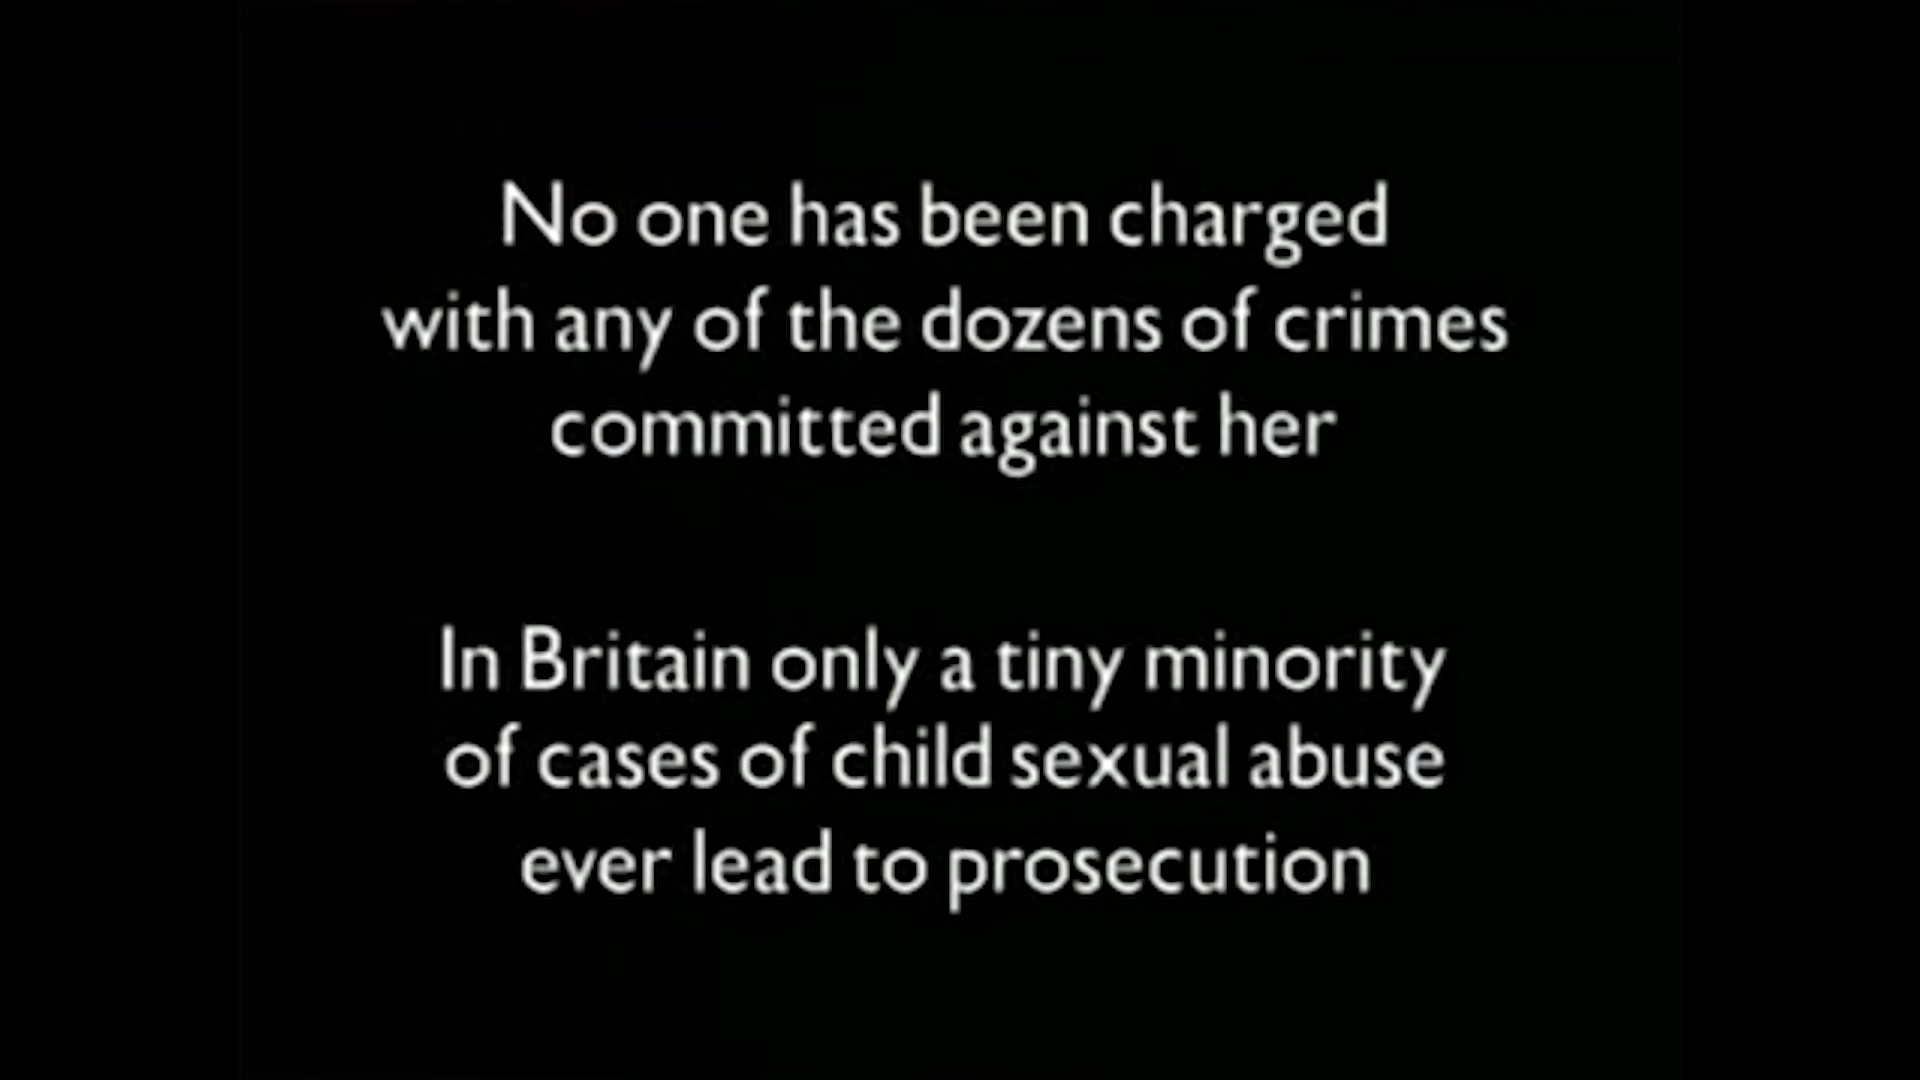 No one has been charged
with any of the dozens of crimes
committed against her
In Britain only a tiny minority
of cases of child sexual abuse
ever lead to prosecution